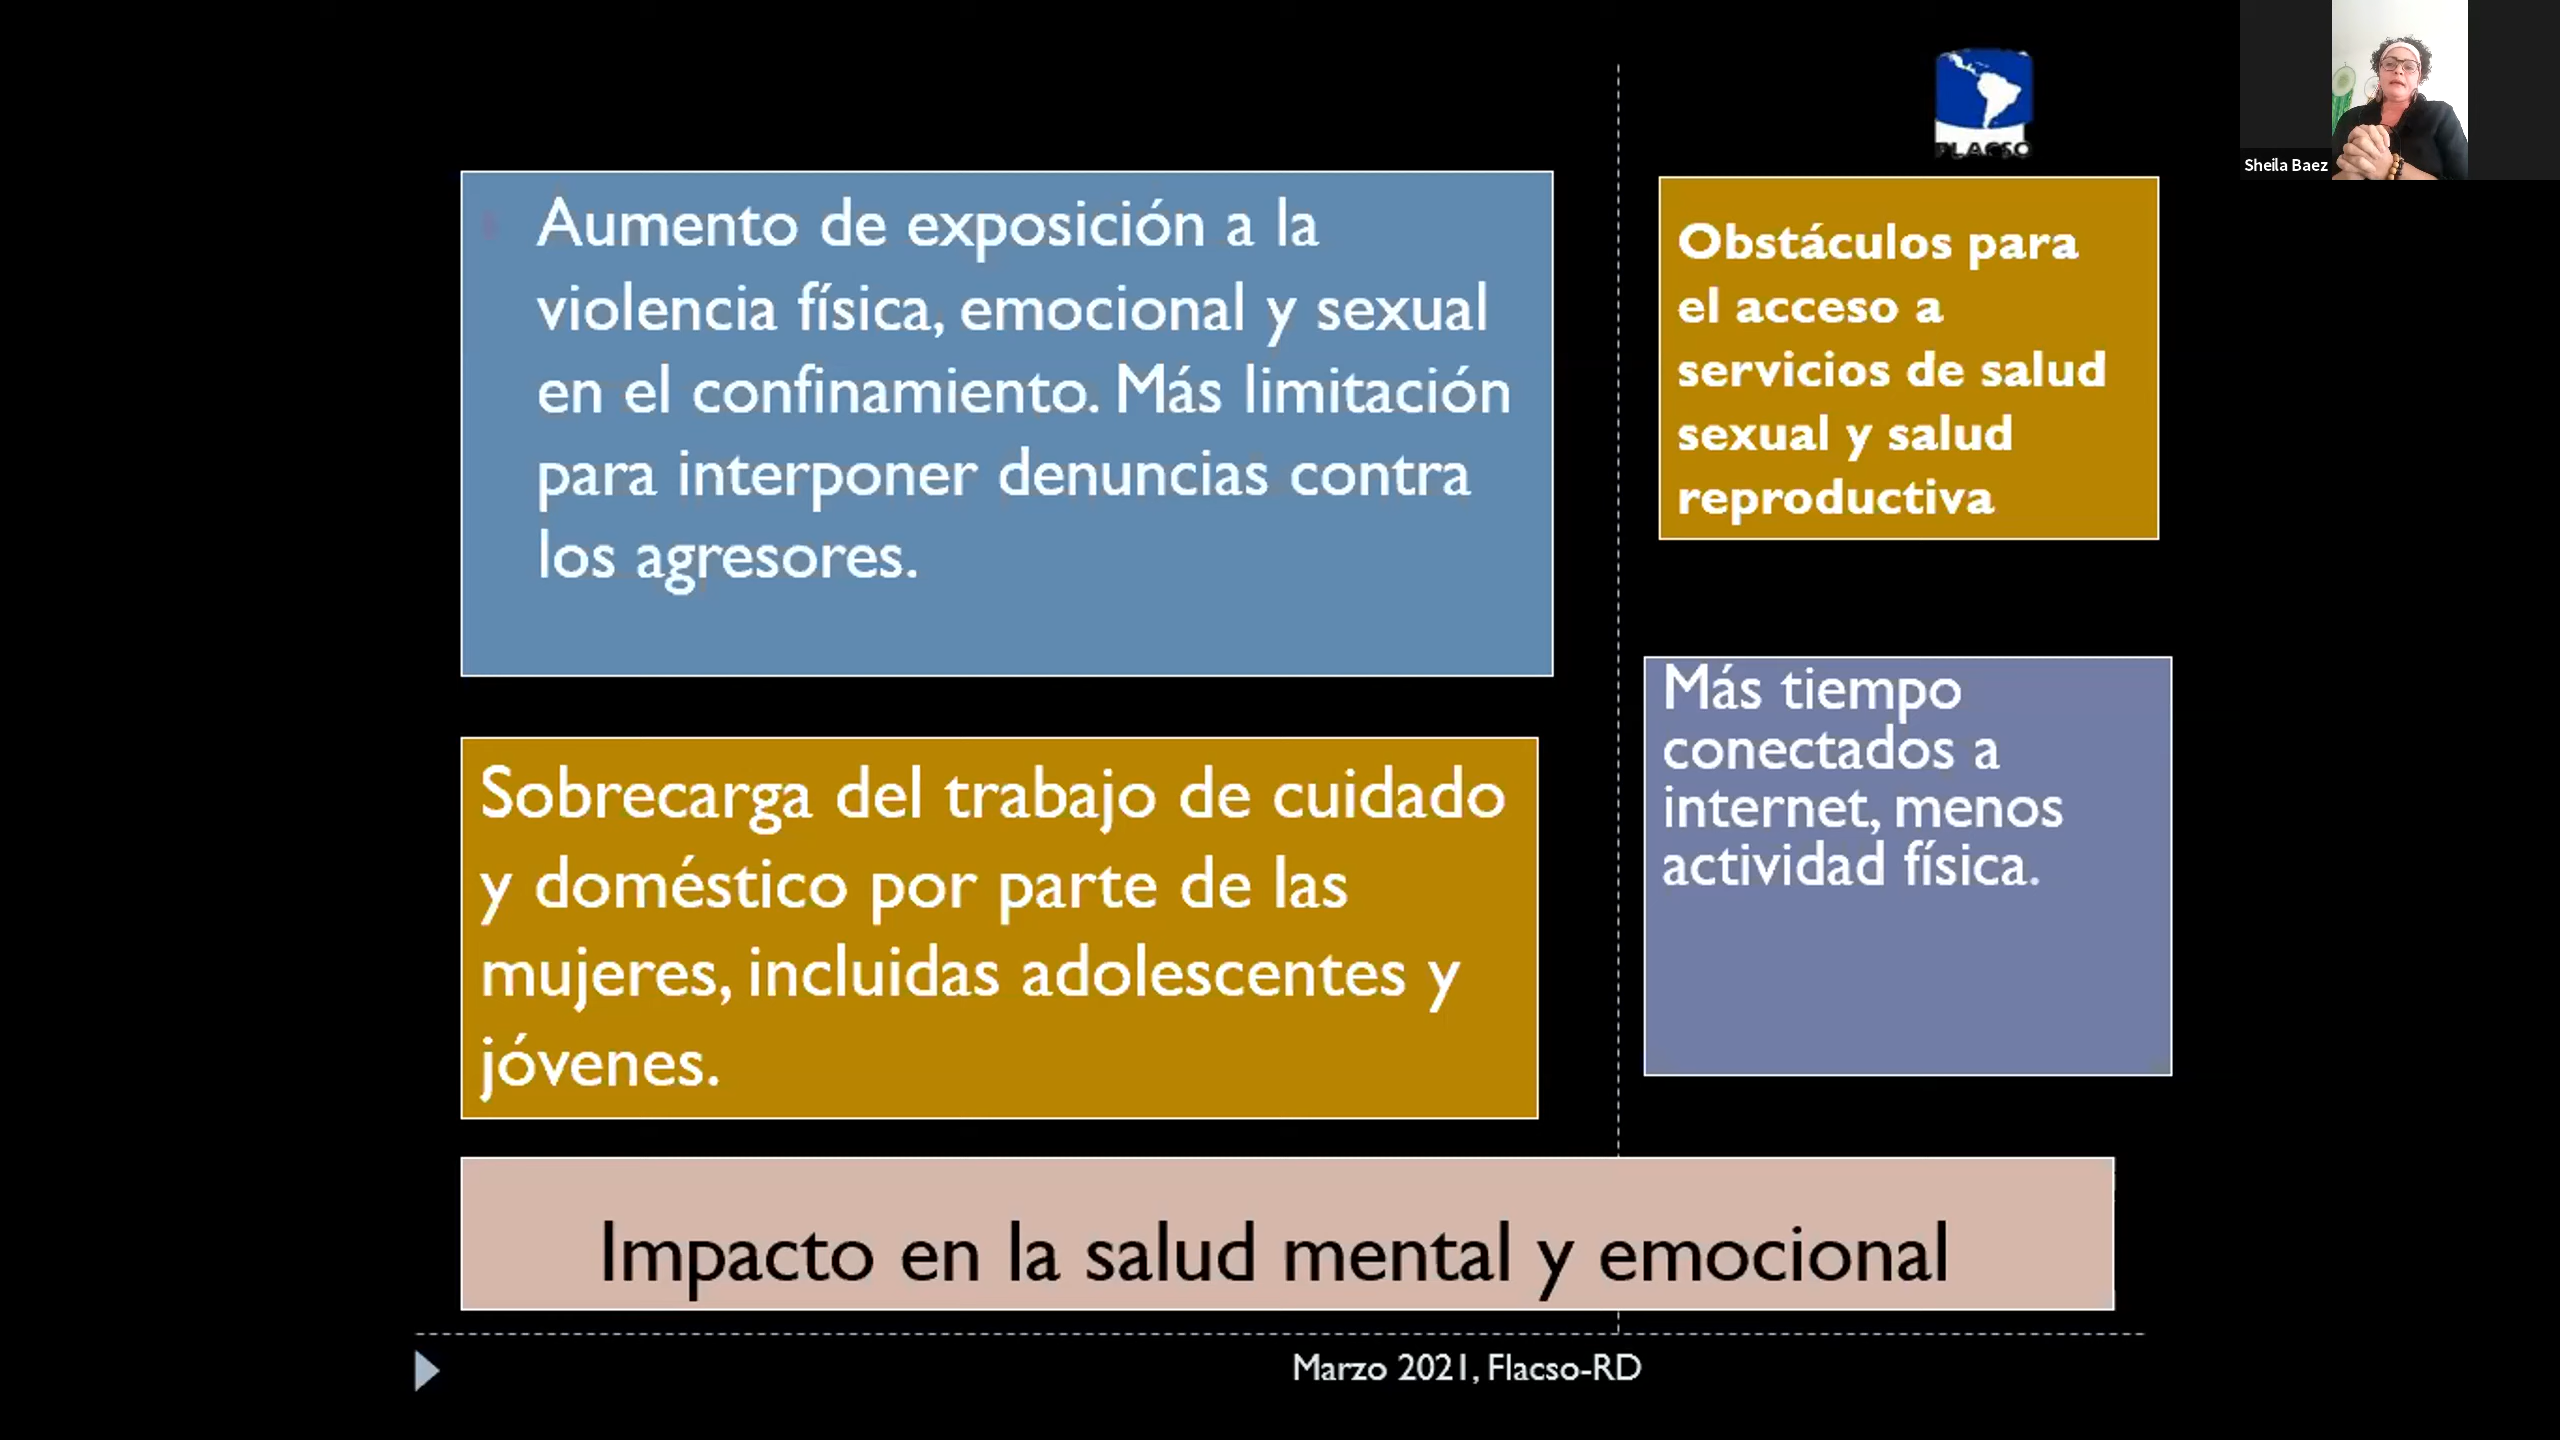 FLACSO
Sheila Baez
Aumento de exposición a la
violencia física, emocional y sexual
en el confinamiento. Más limitación
para interponer denuncias contra
los agresores.
Obstáculos para
el acceso a
servicios de salud
sexual y salud
reproductiva
Sobrecarga del trabajo de cuidado
y doméstico por parte de las
mujeres, incluidas adolescentes y
jóvenes.
Más tiempo
conectados a
internet, menos
actividad física.
Impacto en la salud mental y emocional
Marzo 2021, Flacso-RD